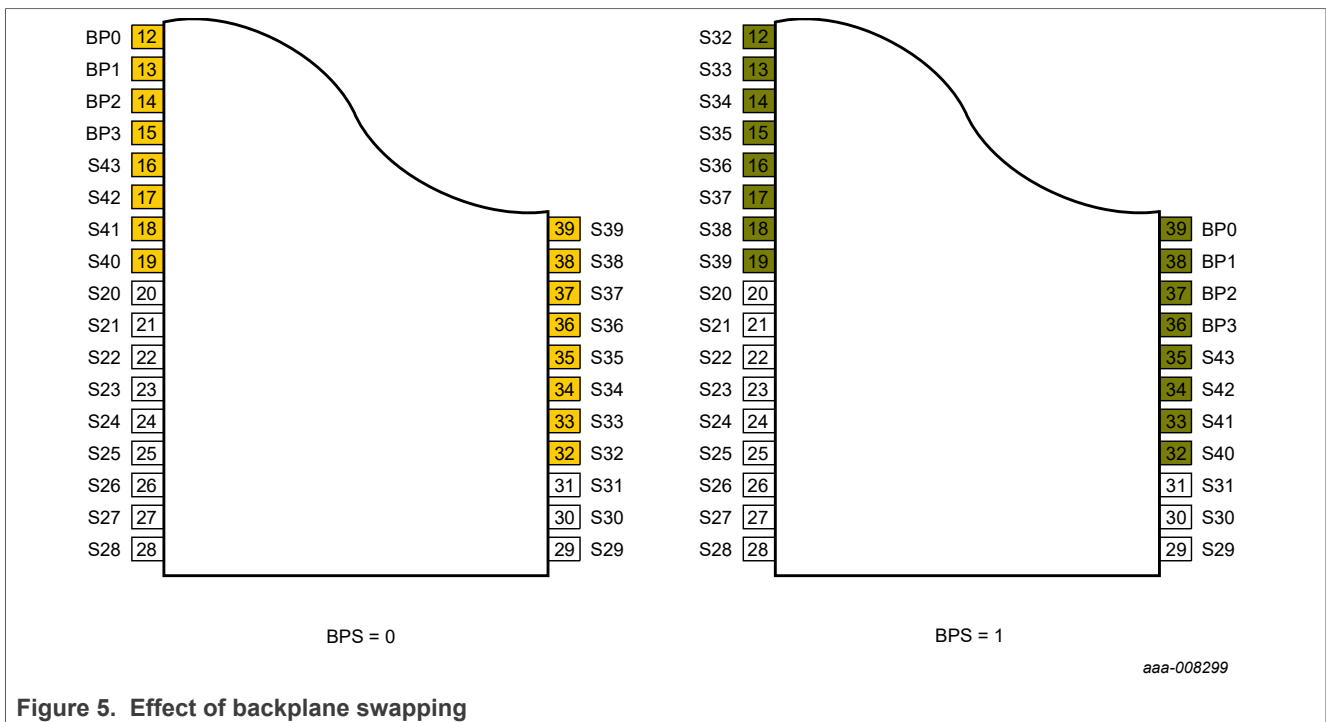 BP0 12 S32 12
BP1 13 S33 13
BP2 14 S34 14
BP3 15 S35 15
S43 16 S36 16
S42 17 S37 17
S41 18 39 S39 S38 18 39 BP0
S40 19 38 S38 S39 19 38 BP1
S20 20 37 S37 S20 20 37 BP2
S21 21 36 S36 S21 21 36 BP3
S22 22 35 S35 S22 22 35 S43
S23 23 34 S34 S23 23 34 S42
S24 24 33 S33 S24 24 33 S41
S25 25 32 S32 S25 25 32 S40
S26 26 31 S31 S26 26 31 S31
S27 27 30 S30 S27 27 30 S30
S28 28 29 S29 S28 28 29 S29
BPS = 0 BPS = 1
aaa-008299
Figure 5. Effect of backplane swapping